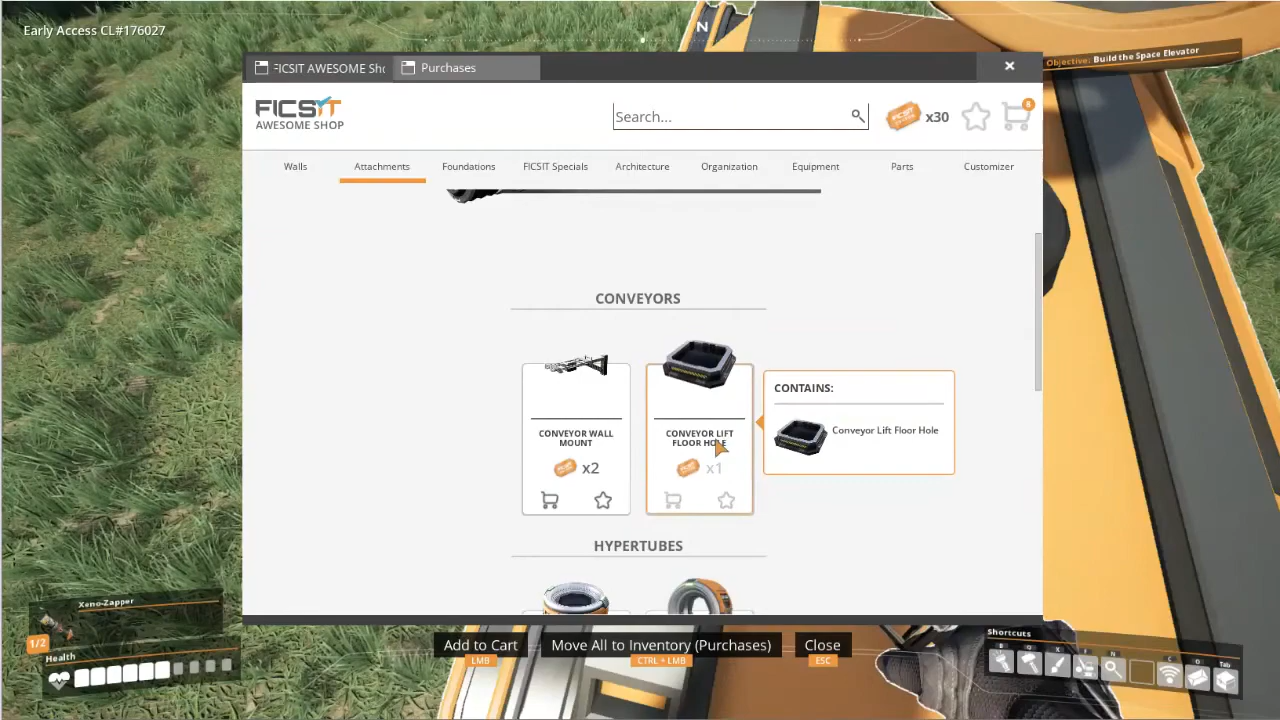 Early Access CL#176027
N
Objective: Build the Space Elevator
FICSIT AWESOME Sho
Purchases
FICSIT
AWESOME SHOP
Search...
x30
6
Walls
Attachments
Foundations
FICSIT Specials
Architecture
Organization
Equipment
Parts
Customizer
CONVEYORS
CONVEYOR WALL
MOUNT
x2
CONVEYOR LIFT
FLOOR HOLE
x1
CONTAINS:
Conveyor Lift Floor Hole
HYPERTUBES
Xeno-Zapper
1/2
Health
Add to Cart
LMB
Move All to Inventory (Purchases)
CTRL + LMB
Close
ESC
Shortcuts
B
Q
X
F
N
C
O
Tab